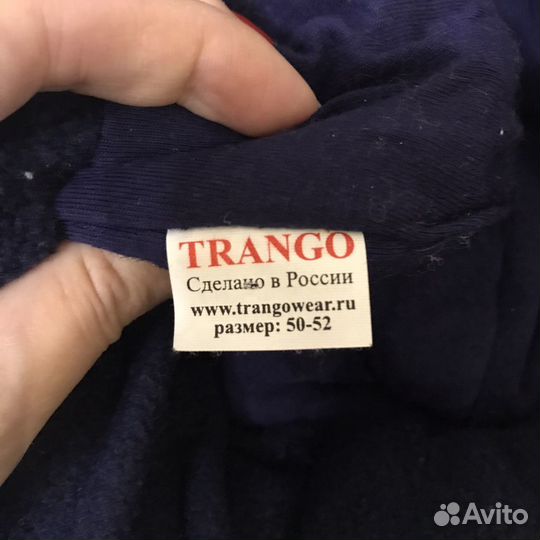 TRANGO
Сделано в России
www.trangowear.ru
размер: 50-52
Avito